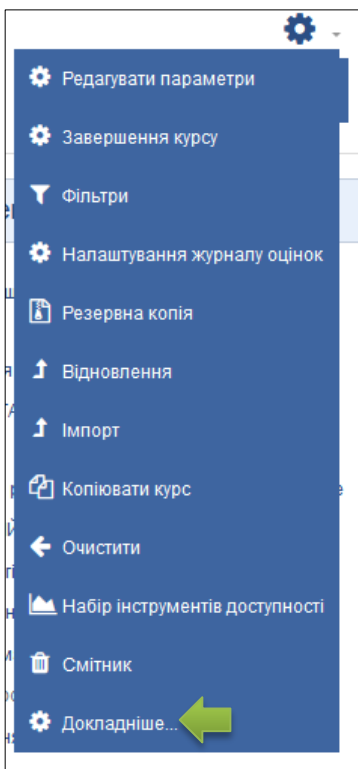 Редагувати параметри
Завершення курсу
Фільтри
Налаштування журналу оцінок
Резервна копія
Відновлення
Імпорт
Копіювати курс
Очистити
Набір інструментів доступності
Смітник
Докладніше...